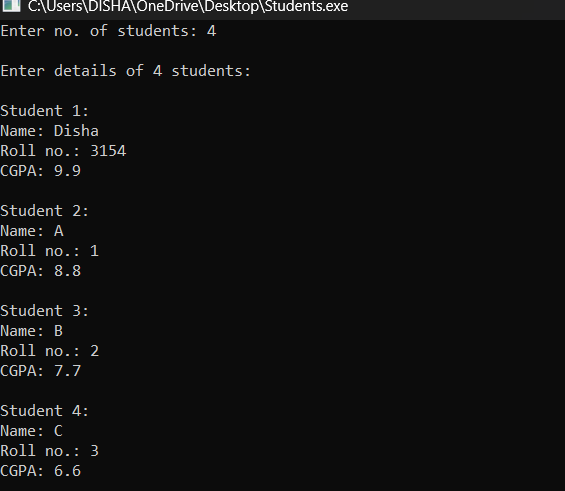 C:\Users\DISHA\OneDrive\Desktop\Students.exe
Enter no. of students: 4
Enter details of 4 students:
Student 1:
Name: Disha
Roll no.: 3154
CGPA: 9.9
Student 2:
Name: A
Roll no.: 1
CGPA: 8.8
Student 3:
Name: B
Roll no.: 2
CGPA: 7.7
Student 4:
Name: C
Roll no.: 3
CGPA: 6.6